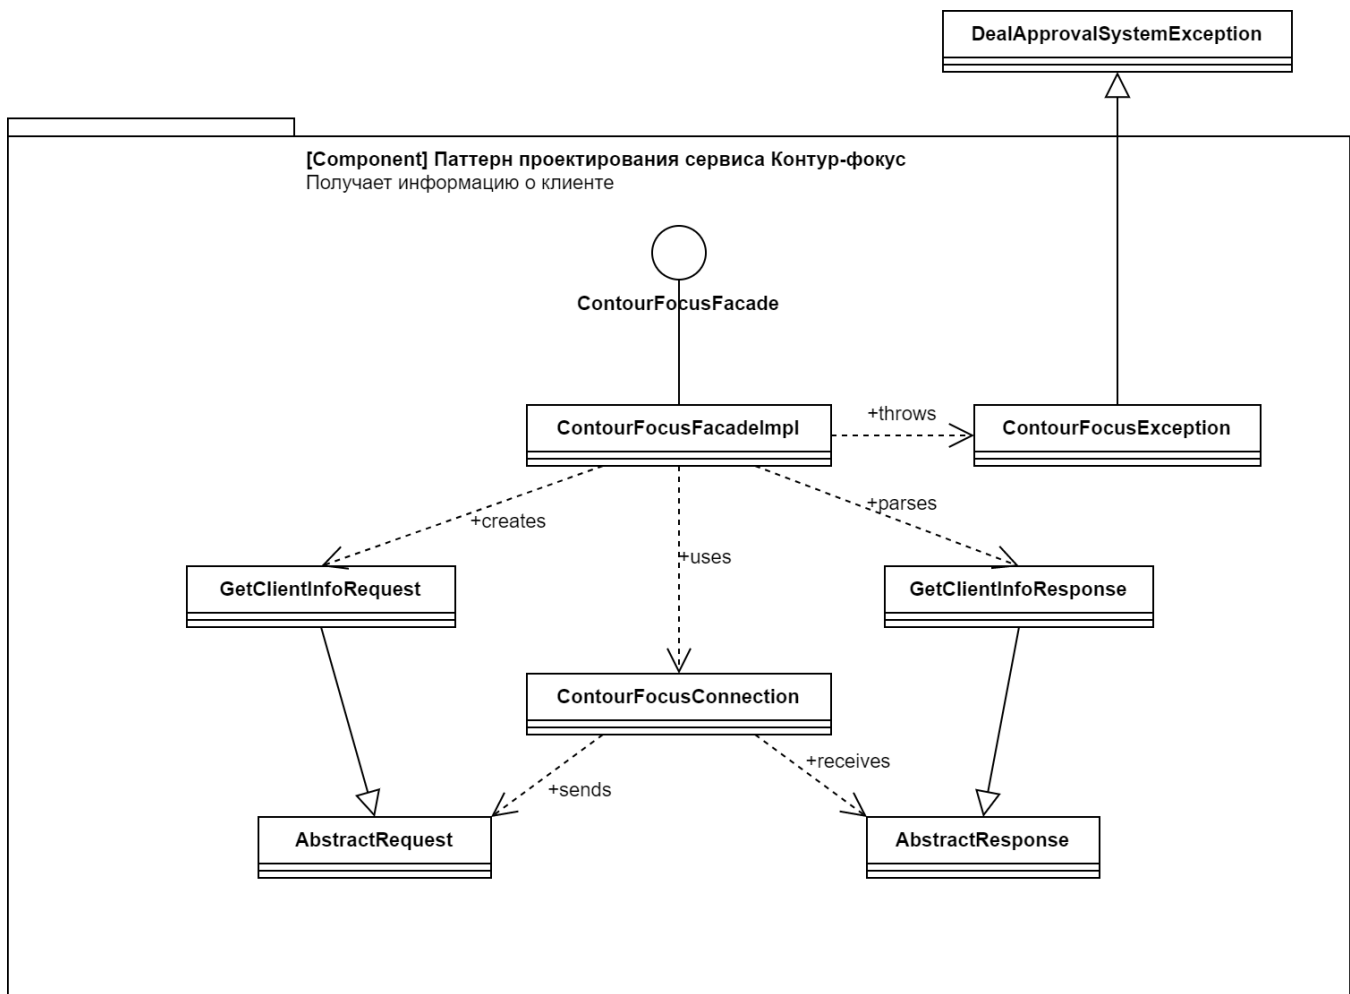 DealApprovalSystemException
[Component] Паттерн проектирования сервиса Контур-фокус
Получает информацию о клиенте
ContourFocusFacade
ContourFocusFacadeImpl
+throws
ContourFocusException
+creates
+uses
+parses
GetClientInfoRequest
GetClientInfoResponse
ContourFocusConnection
+sends
+receives
AbstractRequest
AbstractResponse